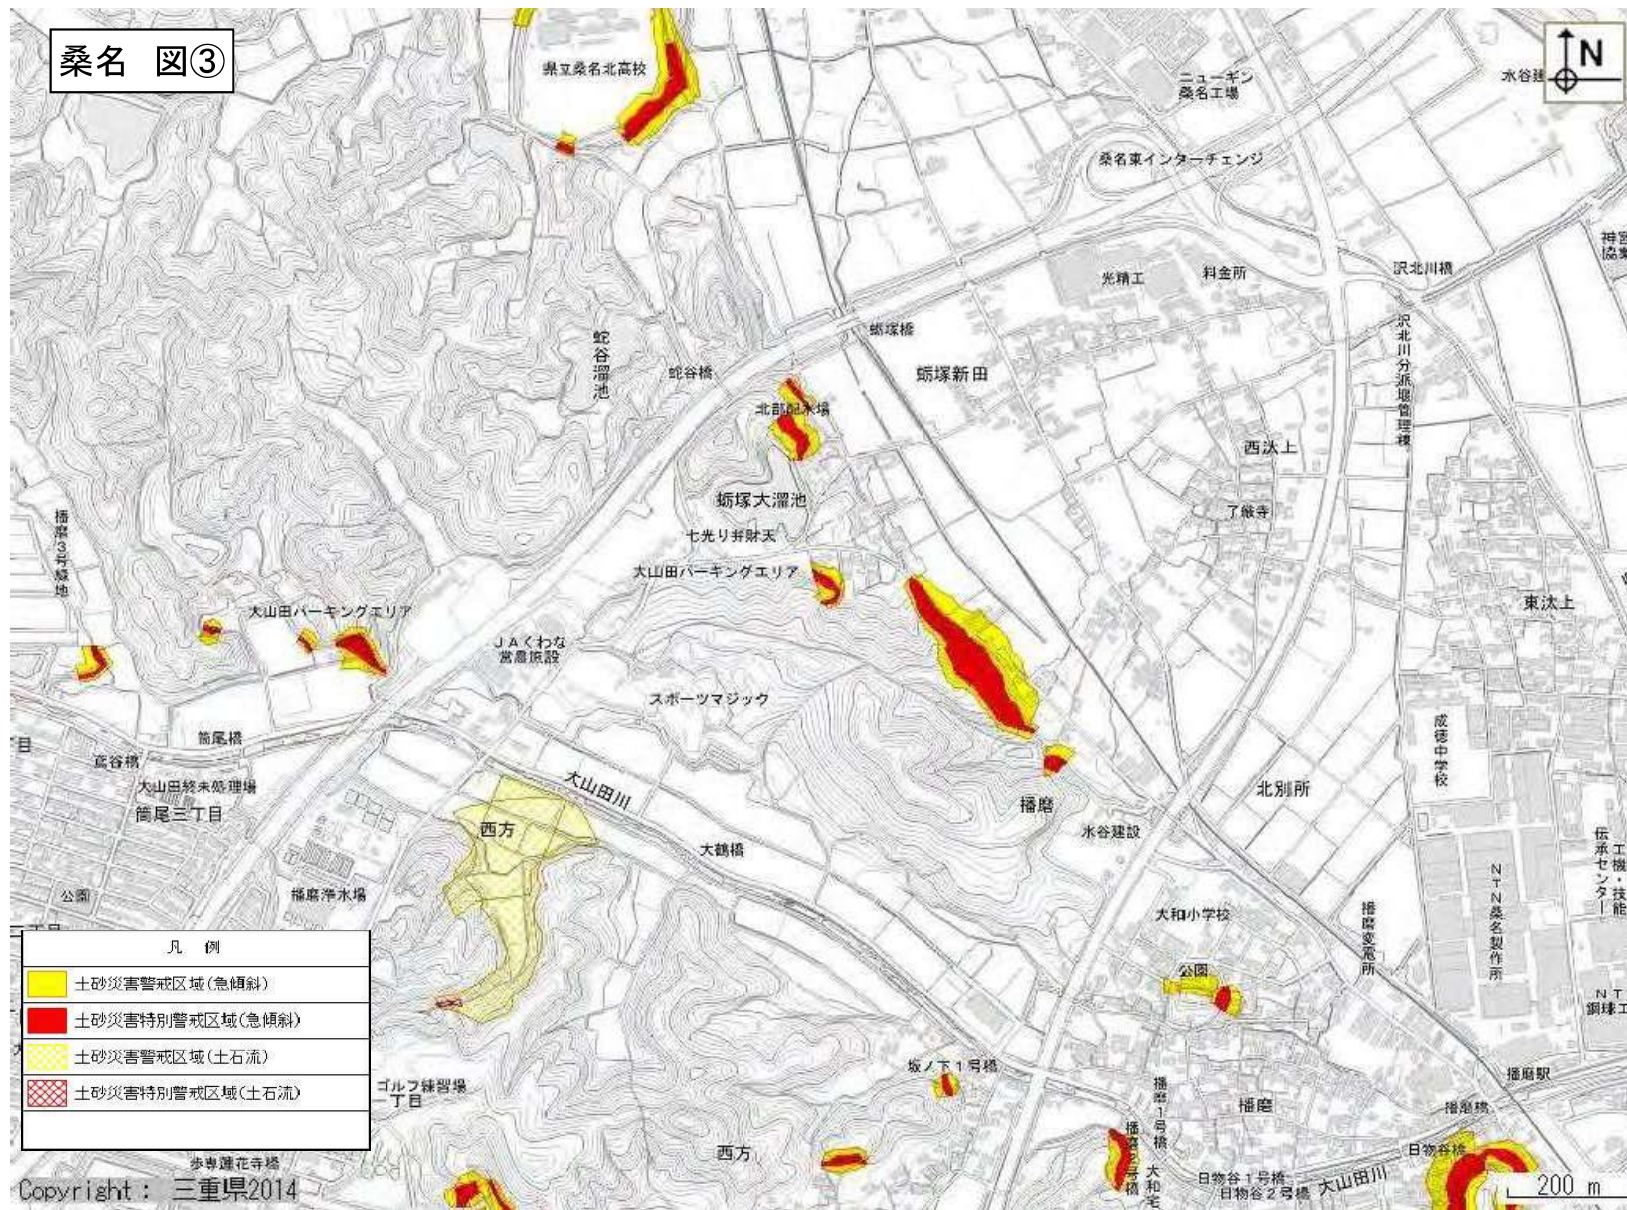 桑名　図③
N
県立桑名北高校
ニューギン
桑名工場
水谷建
桑名東インターチェンジ
沢北川橋
料金所
光精工
蛎塚橋
蛇谷溜池
蛇谷橋
蛎塚新田
沢北川分派堰管理棟
北部配水場
西汰上
蛎塚大溜池
了厳寺
七光り弁財天
播磨3号緑地
大山田パーキングエリア
大山田パーキングエリア
東汰上
JAくわな
営農施設
スポーツマジック
成徳中学校
筒尾橋
鳶谷橋
大山田終末処理場
筒尾三丁目
大山田川
西方
播磨
北別所
水谷建設
大鶴橋
公園
播磨浄水場
NTN桑名製作所
工機・技能
伝承センター
大和小学校
播磨変電所
公園
NT
鋼球工
凡　例
土砂災害警戒区域(急傾斜)
土砂災害特別警戒区域(急傾斜)
土砂災害警戒区域(土石流)
土砂災害特別警戒区域(土石流)
ゴルフ練習場
坂ノ下1号橋
播磨駅
播磨1号橋
播磨
播磨橋
西方
日物谷橋
大和宅
日物谷1号橋
日物谷2号橋
大山田川
歩専蓮花寺橋
Copyright： 三重県2014
200 m